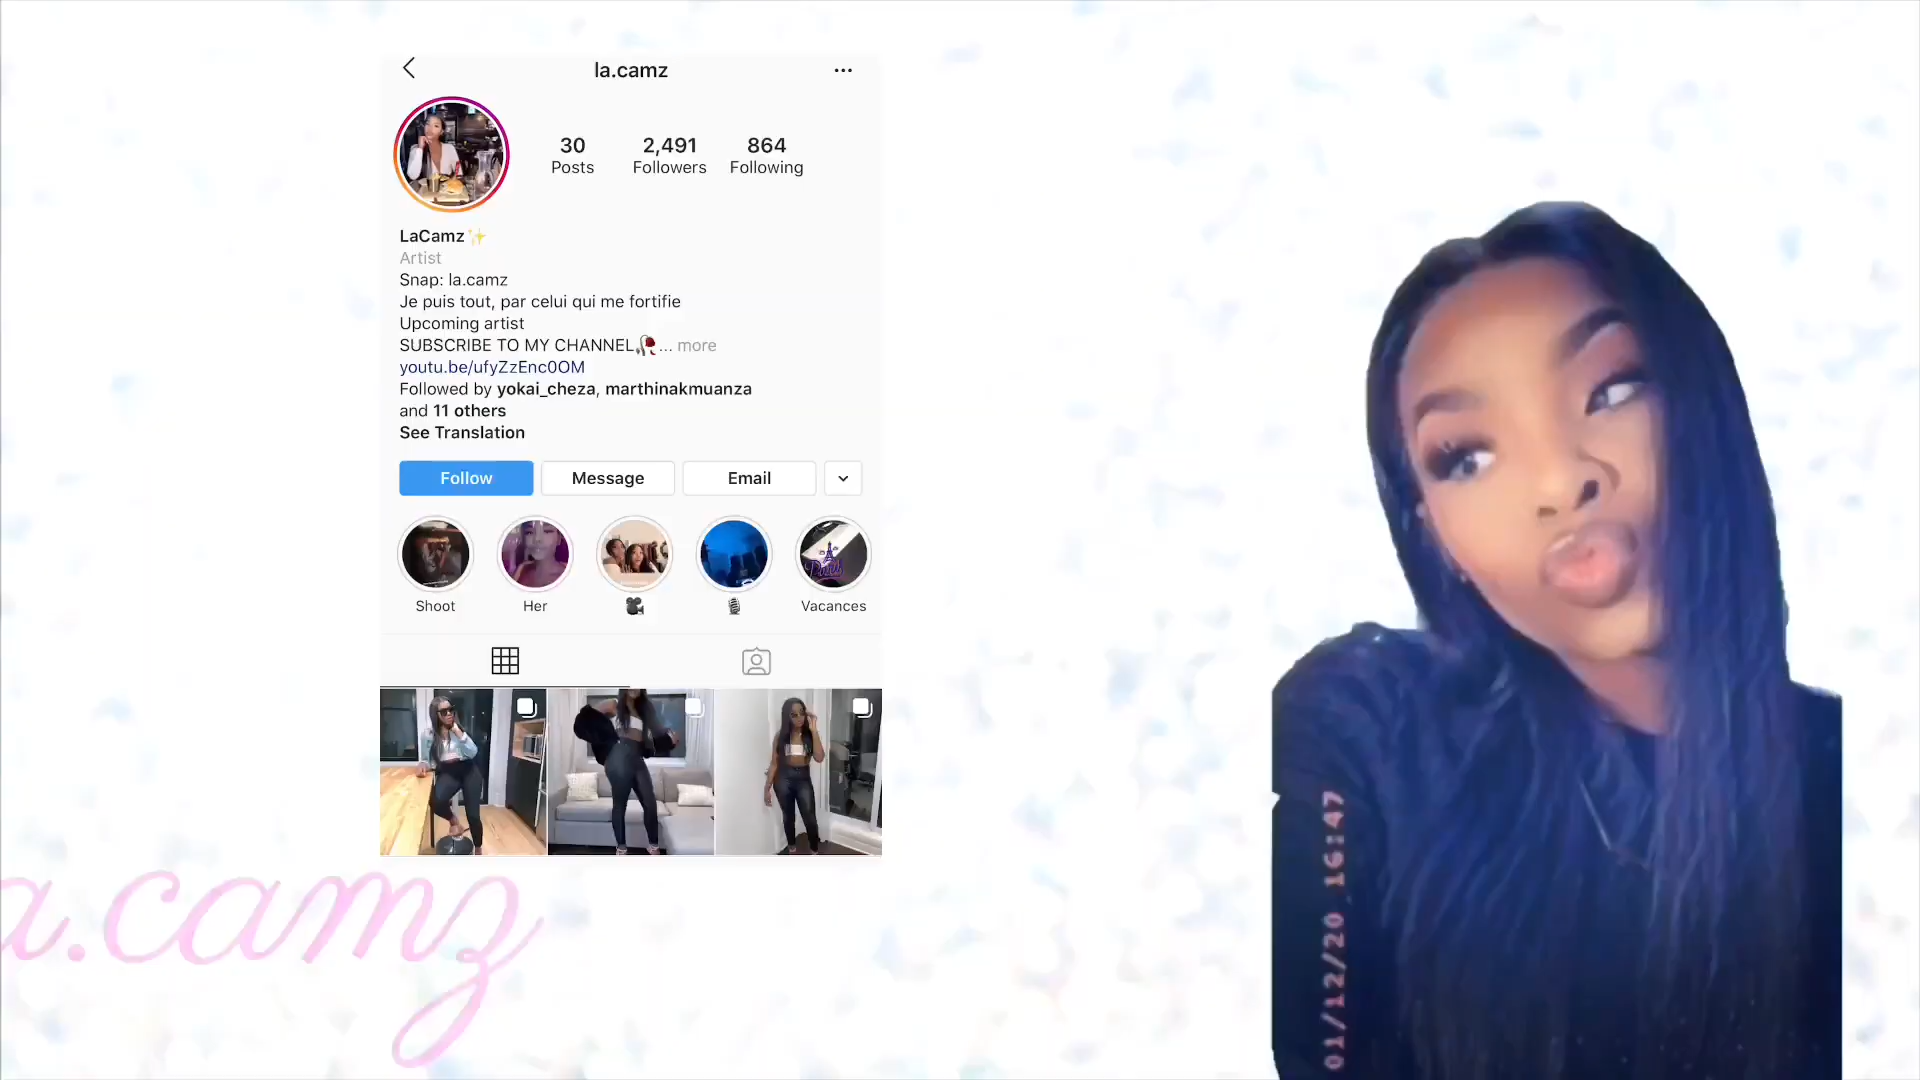 la.camz
30
2,491
864
Posts
Followers
Following
LaCamz✨
Artist
Snap: la.camz
Je puis tout, par celui qui me fortifie
Upcoming artist
SUBSCRIBE TO MY CHANNEL🥀... more
youtu.be/ufyZzEnc0OM
Followed by yokai_cheza, marthinakmuanza
and 11 others
See Translation
Follow
Message
Email
Shoot
Her
🎥
🎙
Vacances
Paris
a.camz
01/12/20 16:47